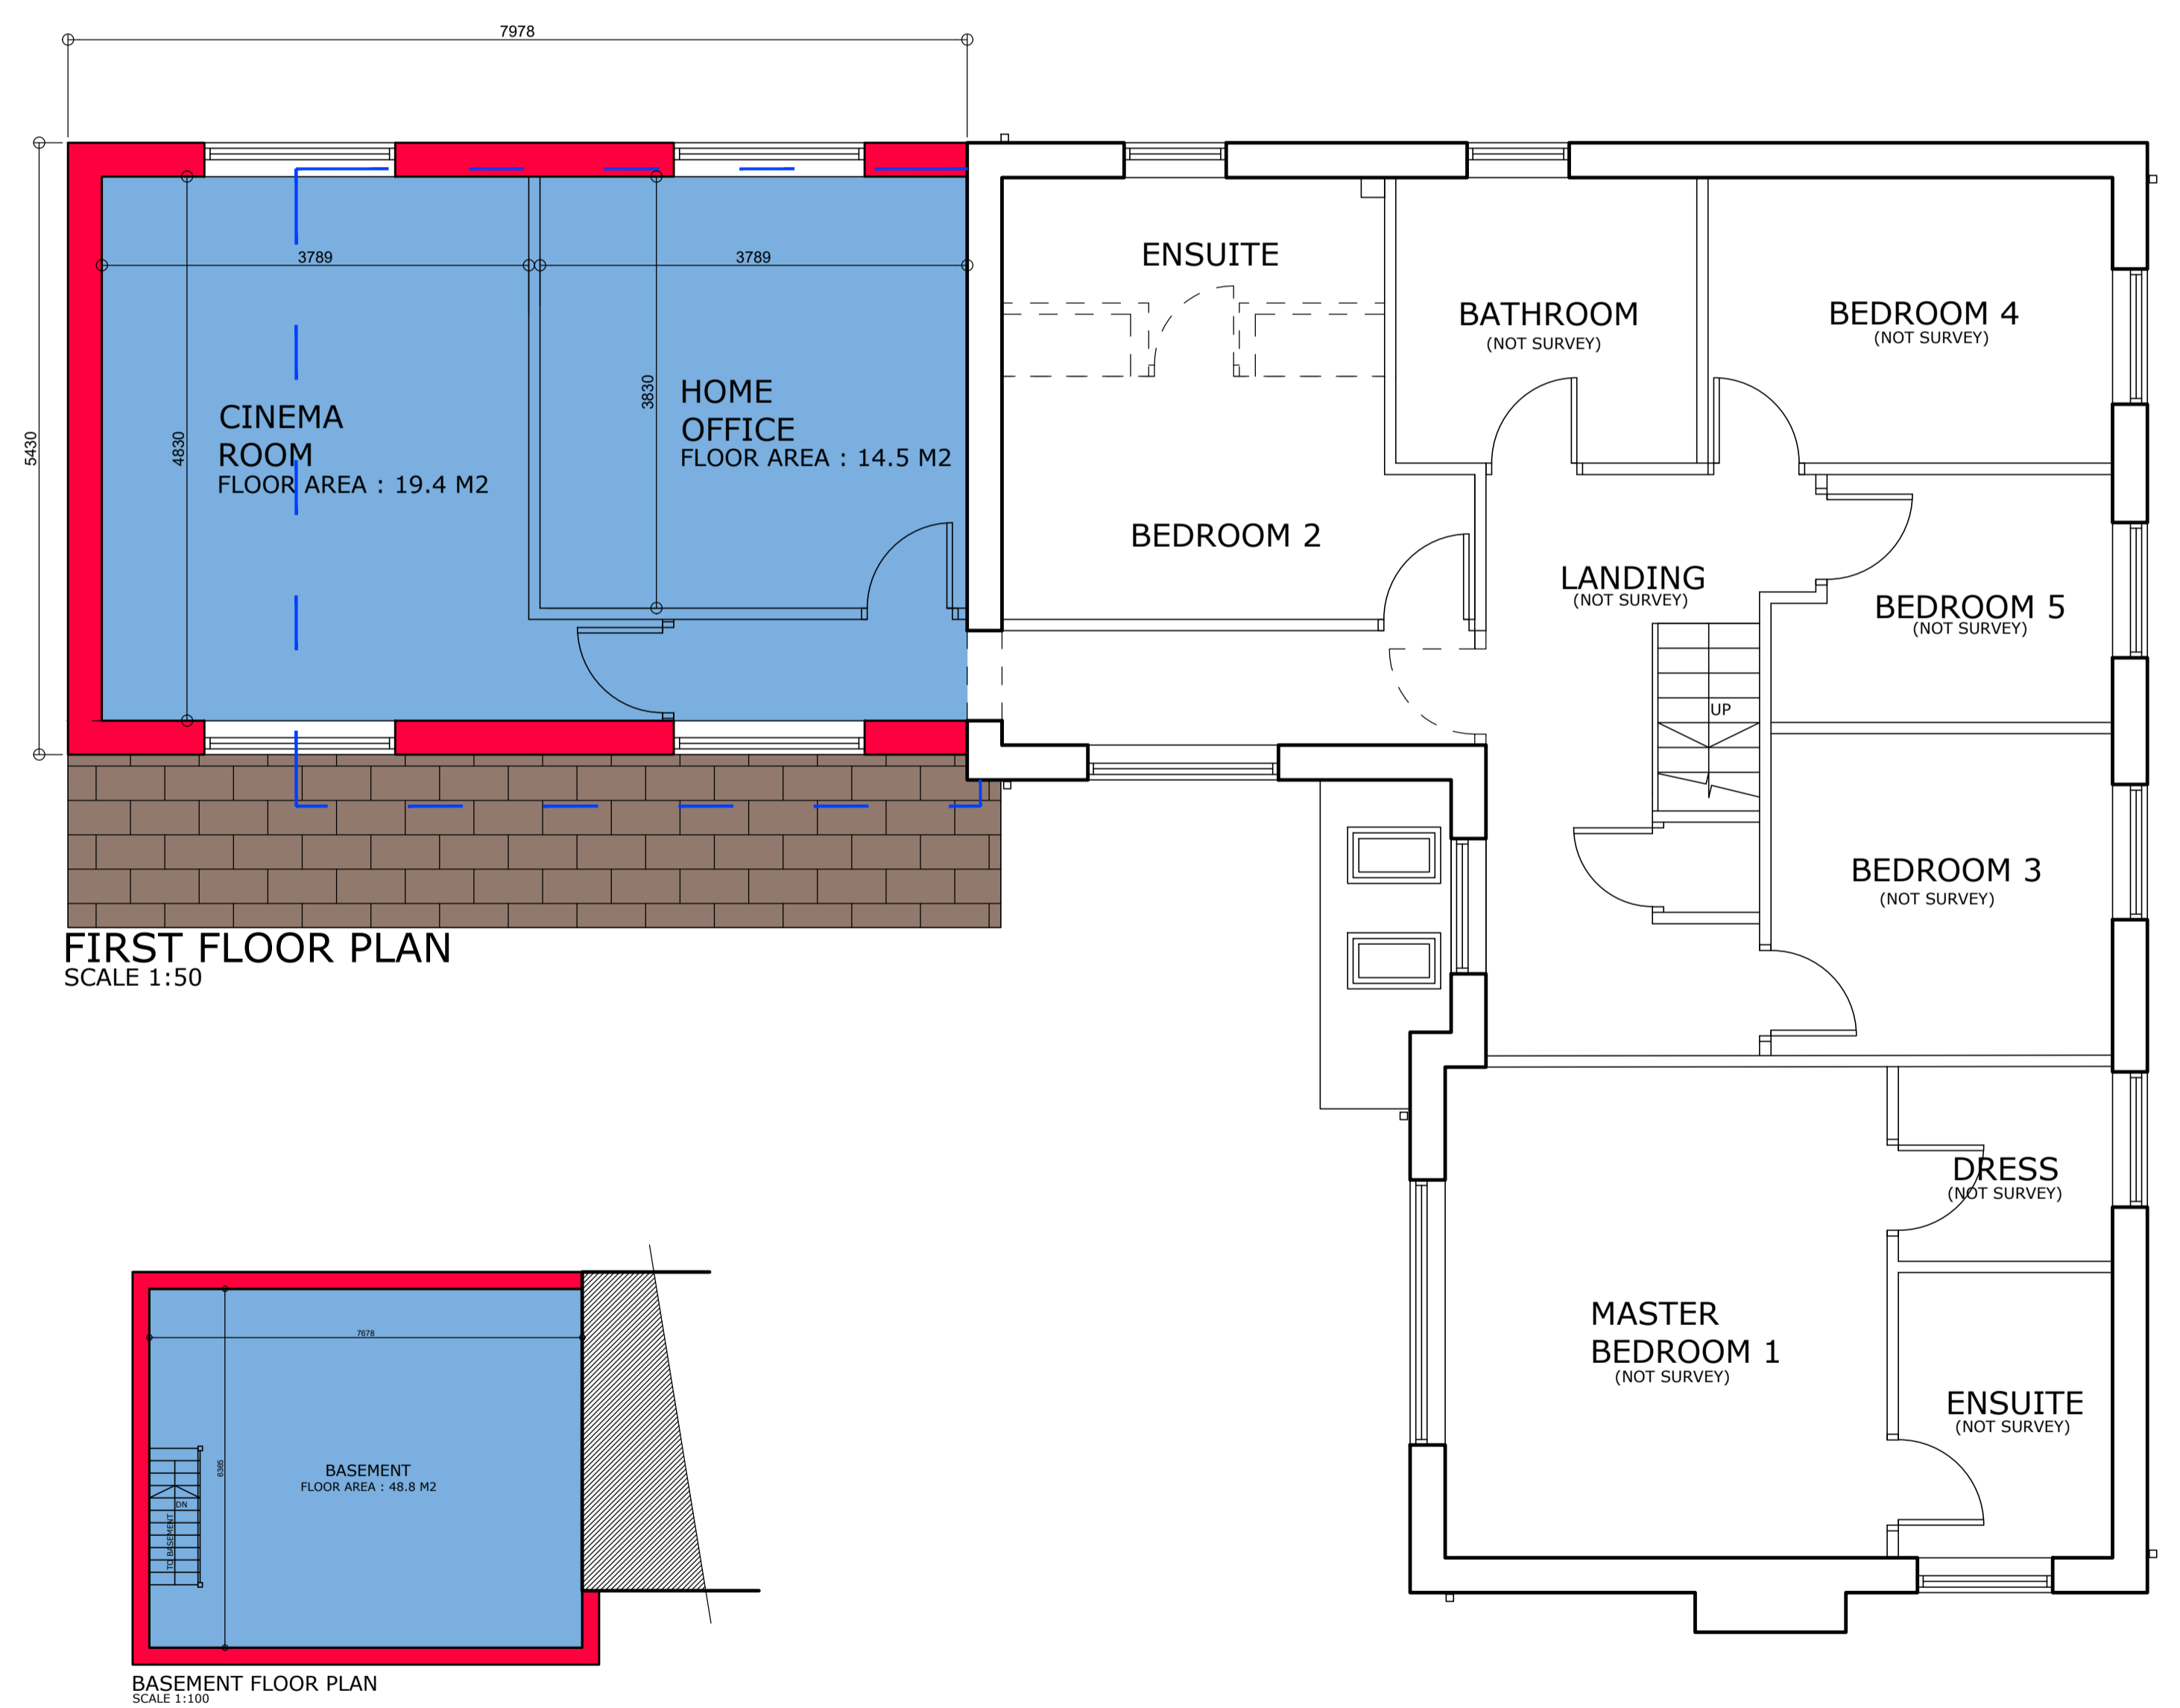 7978
5430
3789
3789
4830
3830
CINEMA
ROOM
FLOOR AREA : 19.4 M2
HOME
OFFICE
FLOOR AREA : 14.5 M2
ENSUITE
BEDROOM 2
BATHROOM
(NOT SURVEY)
BEDROOM 4
(NOT SURVEY)
LANDING
(NOT SURVEY)
BEDROOM 5
(NOT SURVEY)
UP
BEDROOM 3
(NOT SURVEY)
FIRST FLOOR PLAN
SCALE 1:50
DRESS
(NOT SURVEY)
MASTER
BEDROOM 1
(NOT SURVEY)
ENSUITE
(NOT SURVEY)
7678
6365
BASEMENT
FLOOR AREA : 48.8 M2
DN
TO BASEMENT
BASEMENT FLOOR PLAN
SCALE 1:100